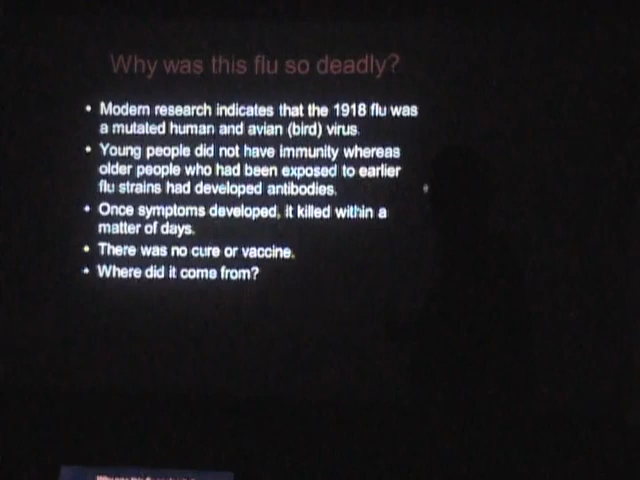 Why was this flu so deadly?
• Modern research indicates that the 1918 flu was
a mutated human and avian (bird) virus.
• Young people did not have immunity whereas
older people who had been exposed to earlier
flu strains had developed antibodies.
• Once symptoms developed, it killed within a
matter of days.
• There was no cure or vaccine.
• Where did it come from?